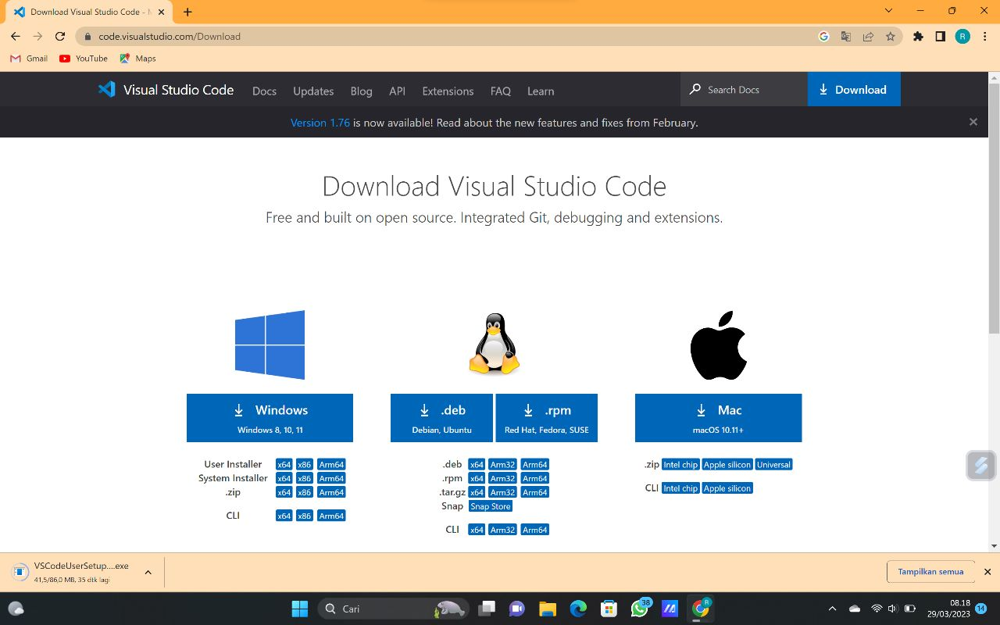 Download Visual Studio Code - N
code.visualstudio.com/Download
R
Gmail
YouTube
Maps
Visual Studio Code
Docs
Updates
Blog
API
Extensions
FAQ
Learn
Search Docs
Download
Version 1.76 is now available! Read about the new features and fixes from February.
Download Visual Studio Code
Free and built on open source. Integrated Git, debugging and extensions.
Windows
Windows 8, 10, 11
User Installer x64 x86 Arm64
System Installer x64 x86 Arm64
.zip x64 x86 Arm64
CLI x64 x86 Arm64
.deb
Debian, Ubuntu
.rpm
Red Hat, Fedora, SUSE
.deb x64 Arm32 Arm64
.rpm x64 Arm32 Arm64
.tar.gz x64 Arm32 Arm64
Snap Snap Store
CLI x64 Arm32 Arm64
Mac
macOS 10.11+
.zip Intel chip Apple silicon Universal
CLI Intel chip Apple silicon
VSCodeUserSetup....exe
41,5/86,0 MB, 35 dtk lagi
Tampilkan semua
Cari
38
R
08.18
29/03/2023
14